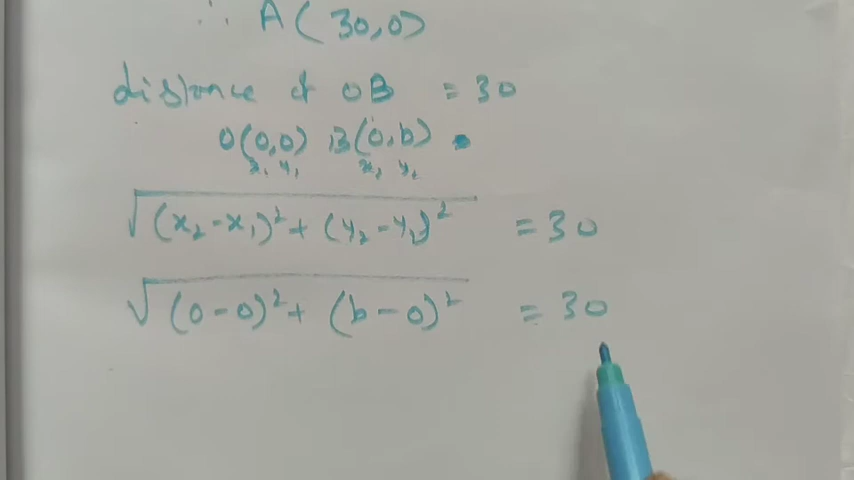 ∴ A(30,0)
distance of OB = 30
O(0,0) B(0,b)
x₁ y₁ x₂ y₂
√(x₂-x₁)²+(y₂-y₁)² = 30
√(0-0)²+(b-0)² = 30